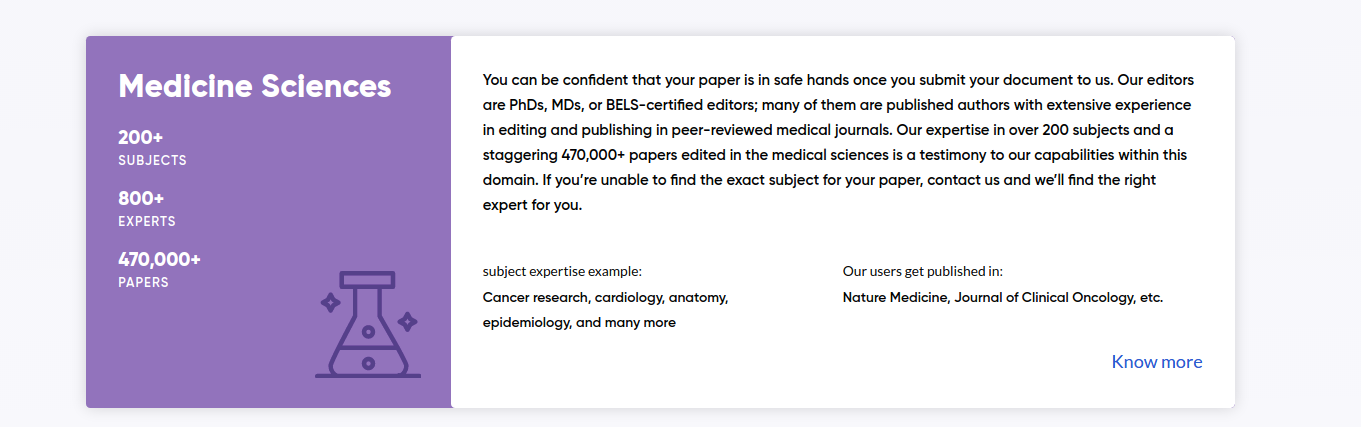 Medicine Sciences
200+
SUBJECTS
800+
EXPERTS
470,000+
PAPERS
You can be confident that your paper is in safe hands once you submit your document to us. Our editors
are PhDs, MDs, or BELS-certified editors; many of them are published authors with extensive experience
in editing and publishing in peer-reviewed medical journals. Our expertise in over 200 subjects and a
staggering 470,000+ papers edited in the medical sciences is a testimony to our capabilities within this
domain. If you’re unable to find the exact subject for your paper, contact us and we’ll find the right
expert for you.
subject expertise example:
Cancer research, cardiology, anatomy,
epidemiology, and many more
Our users get published in:
Nature Medicine, Journal of Clinical Oncology, etc.
Know more